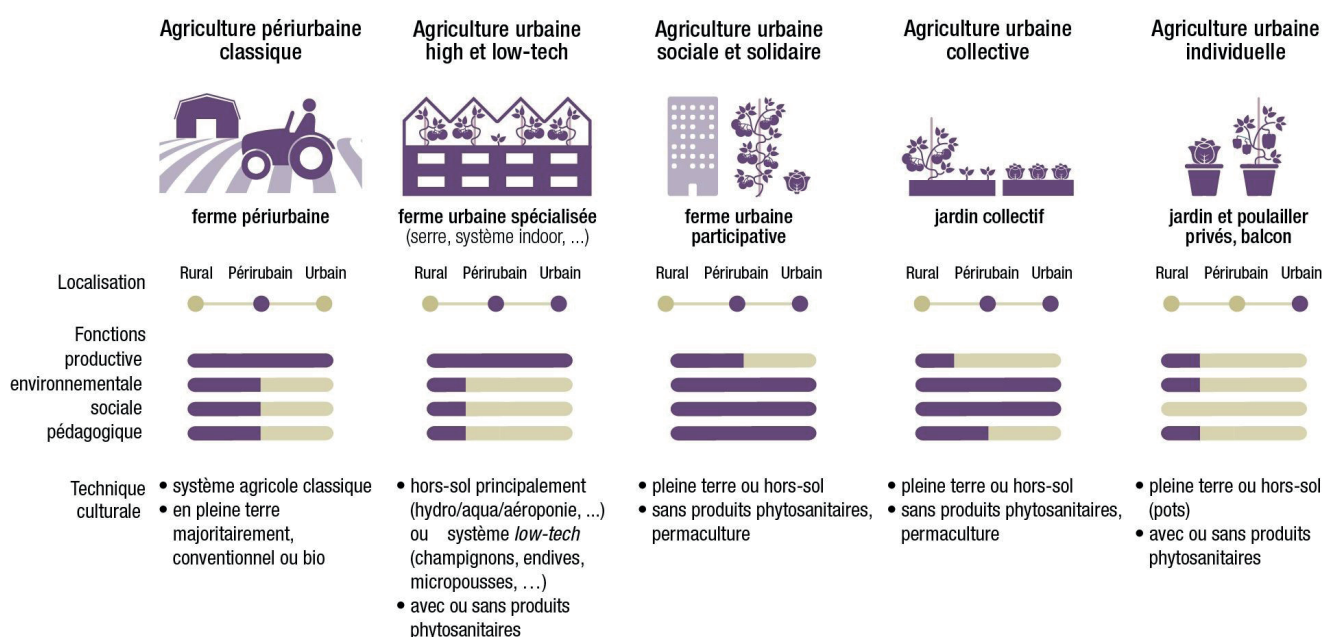 Agriculture périurbaine
classique
Agriculture urbaine
high et low-tech
Agriculture urbaine
sociale et solidaire
Agriculture urbaine
collective
Agriculture urbaine
individuelle
ferme périurbaine
ferme urbaine spécialisée
(serre, système indoor, ...)
ferme urbaine
participative
jardin collectif
jardin et poulailler
privés, balcon
Localisation
Rural Périrubain Urbain
Rural Périrubain Urbain
Rural Périrubain Urbain
Rural Périrubain Urbain
Rural Périrubain Urbain
Fonctions
productive
environnementale
sociale
pédagogique
Technique
culturale
• système agricole classique
• en pleine terre
majoritairement,
conventionnel ou bio
• hors-sol principalement
(hydro/aqua/aéroponie, ...)
ou système low-tech
(champignons, endives,
micropousses, …)
• avec ou sans produits
phytosanitaires
• pleine terre ou hors-sol
• sans produits phytosanitaires,
permaculture
• pleine terre ou hors-sol
• sans produits phytosanitaires,
permaculture
• pleine terre ou hors-sol
(pots)
• avec ou sans produits
phytosanitaires